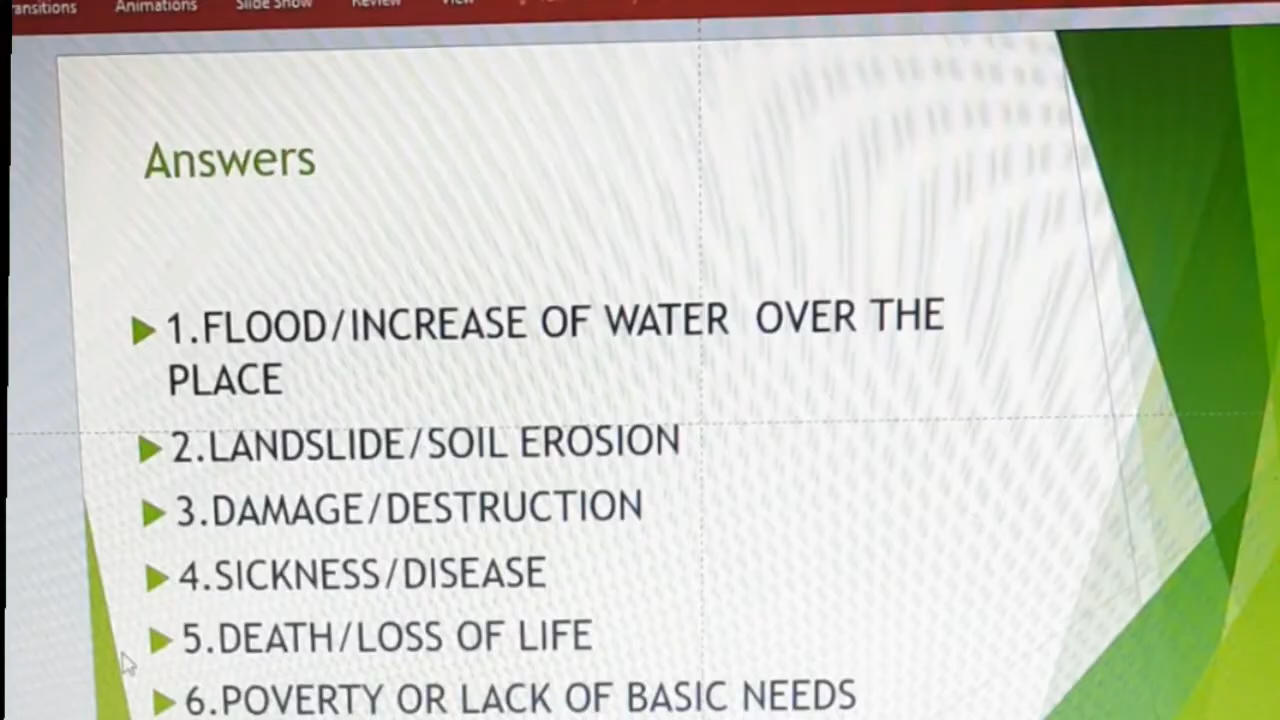 ansitions Animations Slide Show Review View
Answers
1.FLOOD/INCREASE OF WATER OVER THE
PLACE
2.LANDSLIDE/SOIL EROSION
3.DAMAGE/DESTRUCTION
4.SICKNESS/DISEASE
5.DEATH/LOSS OF LIFE
6.POVERTY OR LACK OF BASIC NEEDS